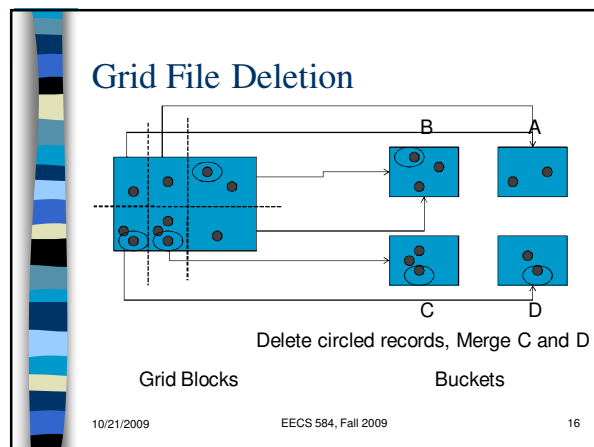 Grid File Deletion
B A
C D
Delete circled records, Merge C and D
Grid Blocks Buckets
10/21/2009 EECS 584, Fall 2009 16